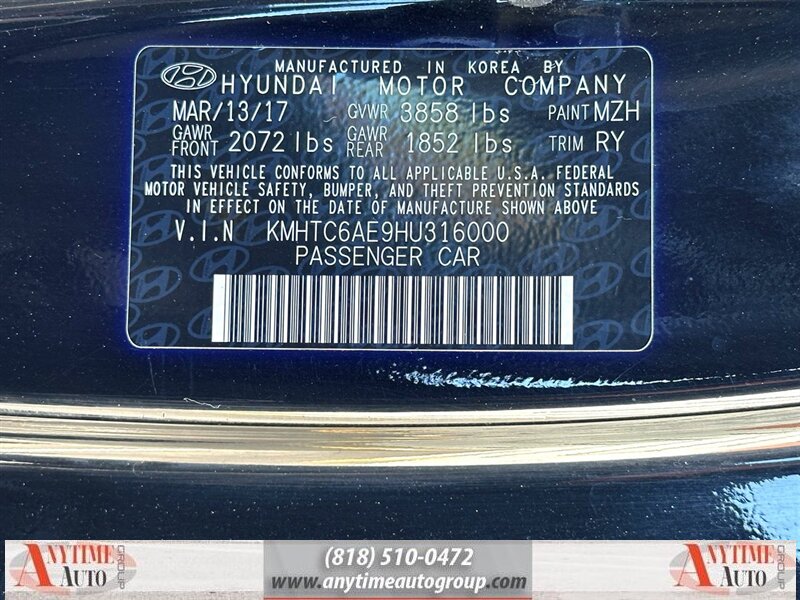 MANUFACTURED IN KOREA BY
HYUNDAI MOTOR COMPANY
MAR/13/17 GVWR 3858 lbs PAINT MZH
GAWR FRONT 2072 lbs GAWR REAR 1852 lbs TRIM RY
THIS VEHICLE CONFORMS TO ALL APPLICABLE U.S.A. FEDERAL
MOTOR VEHICLE SAFETY, BUMPER, AND THEFT PREVENTION STANDARDS
IN EFFECT ON THE DATE OF MANUFACTURE SHOWN ABOVE
V.I.N KMHTC6AE9HU316000
PASSENGER CAR
ANYTIME AUTO GROUP
(818) 510-0472
www.anytimeautogroup.com
ANYTIME AUTO GROUP